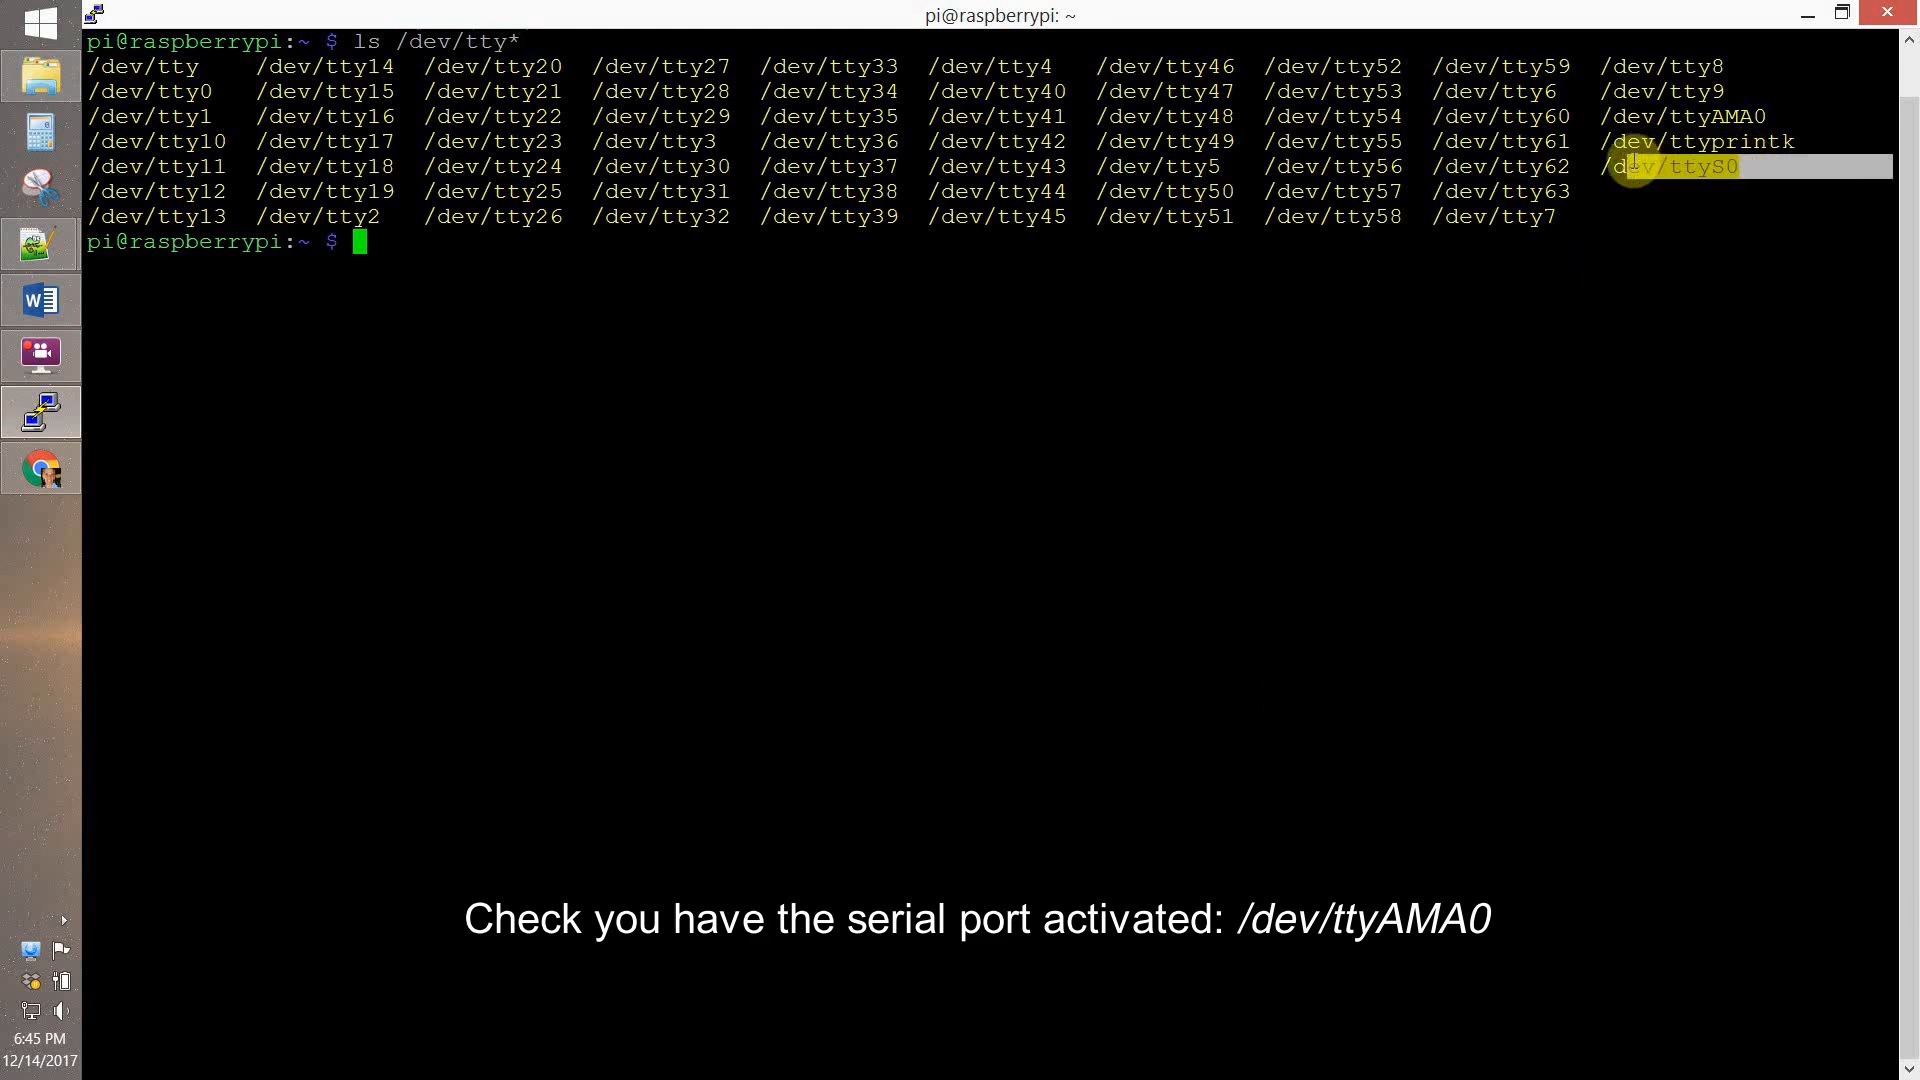 pi@raspberrypi: ~
pi@raspberrypi:~ $ ls /dev/tty*
/dev/tty /dev/tty14 /dev/tty20 /dev/tty27 /dev/tty33 /dev/tty4 /dev/tty46 /dev/tty52 /dev/tty59 /dev/tty8
/dev/tty0 /dev/tty15 /dev/tty21 /dev/tty28 /dev/tty34 /dev/tty40 /dev/tty47 /dev/tty53 /dev/tty6 /dev/tty9
/dev/tty1 /dev/tty16 /dev/tty22 /dev/tty29 /dev/tty35 /dev/tty41 /dev/tty48 /dev/tty54 /dev/tty60 /dev/ttyAMA0
/dev/tty10 /dev/tty17 /dev/tty23 /dev/tty3 /dev/tty36 /dev/tty42 /dev/tty49 /dev/tty55 /dev/tty61 /dev/ttyprintk
/dev/tty11 /dev/tty18 /dev/tty24 /dev/tty30 /dev/tty37 /dev/tty43 /dev/tty5 /dev/tty56 /dev/tty62 /dev/ttyS0
/dev/tty12 /dev/tty19 /dev/tty25 /dev/tty31 /dev/tty38 /dev/tty44 /dev/tty50 /dev/tty57 /dev/tty63
/dev/tty13 /dev/tty2 /dev/tty26 /dev/tty32 /dev/tty39 /dev/tty45 /dev/tty51 /dev/tty58 /dev/tty7
pi@raspberrypi:~ $
Check you have the serial port activated: /dev/ttyAMA0
6:45 PM
12/14/2017